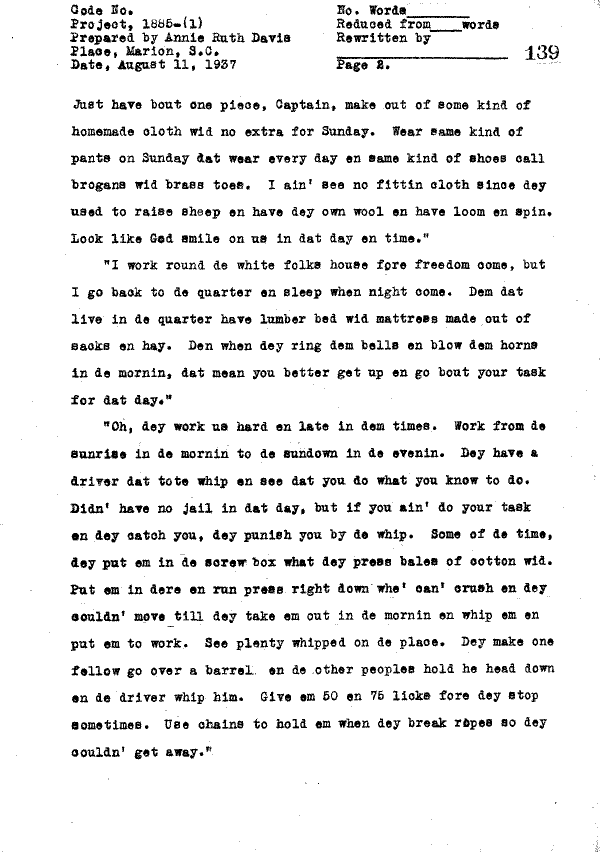 Code No.
Project, 1885-(1)
Prepared by Annie Ruth Davis
Place, Marion, S.C.
Date, August 11, 1937
No. Words
Reduced from words
Rewritten by
Page 2.
139
Just have bout one piece, Captain, make out of some kind of
homemade cloth wid no extra for Sunday. Wear same kind of
pants on Sunday dat wear every day en same kind of shoes call
brogans wid brass toes. I ain' see no fittin cloth since dey
used to raise sheep en have dey own wool en have loom en spin.
Look like God smile on us in dat day en time."
"I work round de white folks house fore freedom come, but
I go back to de quarter en sleep when night come. Dem dat
live in de quarter have lumber bed wid mattress made out of
sacks en hay. Den when dey ring dem bells en blow dem horns
in de mornin, dat mean you better get up en go bout your task
for dat day."
"Oh, dey work us hard en late in dem times. Work from de
sunrise in de mornin to de sundown in de evenin. Dey have a
driver dat tote whip en see dat you do what you know to do.
Didn' have no jail in dat day, but if you ain' do your task
en dey catch you, dey punish you by de whip. Some of de time,
dey put em in de screw box what dey press bales of cotton wid.
Put em in dere en run press right down whe' can' crush en dey
couldn' move till dey take em out in de mornin en whip em en
put em to work. See plenty whipped on de place. Dey make one
fellow go over a barrel en de other peoples hold he head down
en de driver whip him. Give em 50 en 75 licks fore dey stop
sometimes. Use chains to hold em when dey break ropes so dey
couldn' get away."